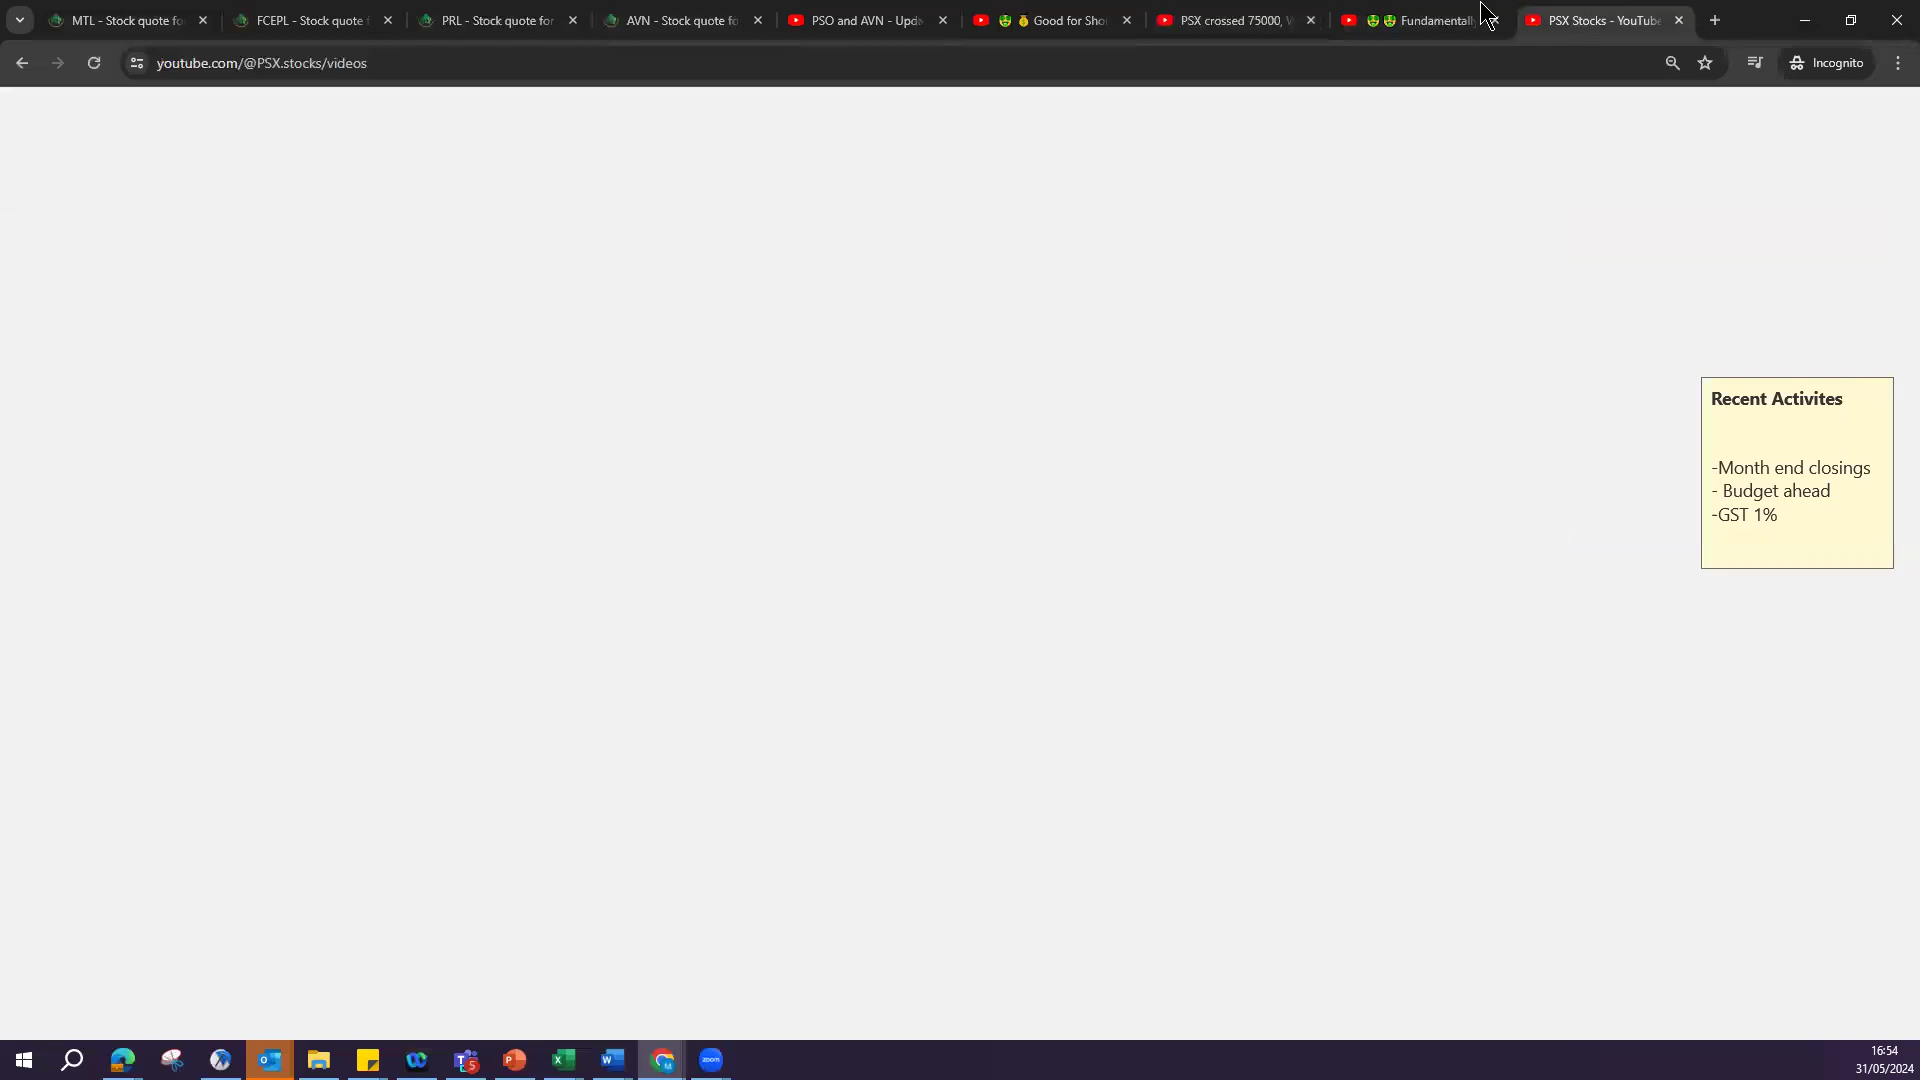 MTL - Stock quote fo
FCEPL - Stock quote f
PRL - Stock quote for
AVN - Stock quote fo
PSO and AVN - Upda
🤑 🥇 Good for Sho
PSX crossed 75000, V
🤑🤑 Fundamentall
PSX Stocks - YouTube
youtube.com/@PSX.stocks/videos
Incognito
Recent Activites
-Month end closings
- Budget ahead
-GST 1%
16:54
31/05/2024